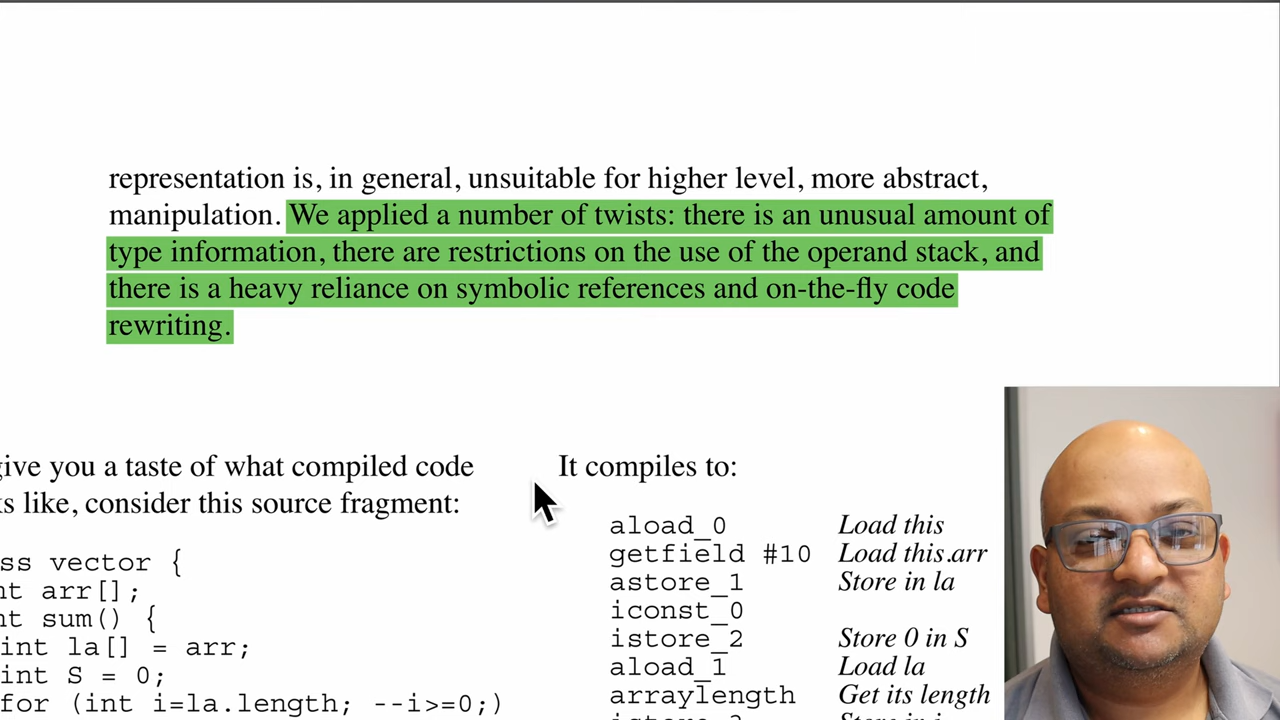 representation is, in general, unsuitable for higher level, more abstract,
manipulation. We applied a number of twists: there is an unusual amount of
type information, there are restrictions on the use of the operand stack, and
there is a heavy reliance on symbolic references and on-the-fly code
rewriting.
give you a taste of what compiled code
like, consider this source fragment:
vector {
arr[];
sum() {
int la[] = arr;
int S = 0;
for (int i=la.length; --i>=0;)
It compiles to:
aload_0 Load this
getfield #10 Load this.arr
astore_1 Store in la
iconst_0
istore_2 Store 0 in S
aload_1 Load la
arraylength Get its length